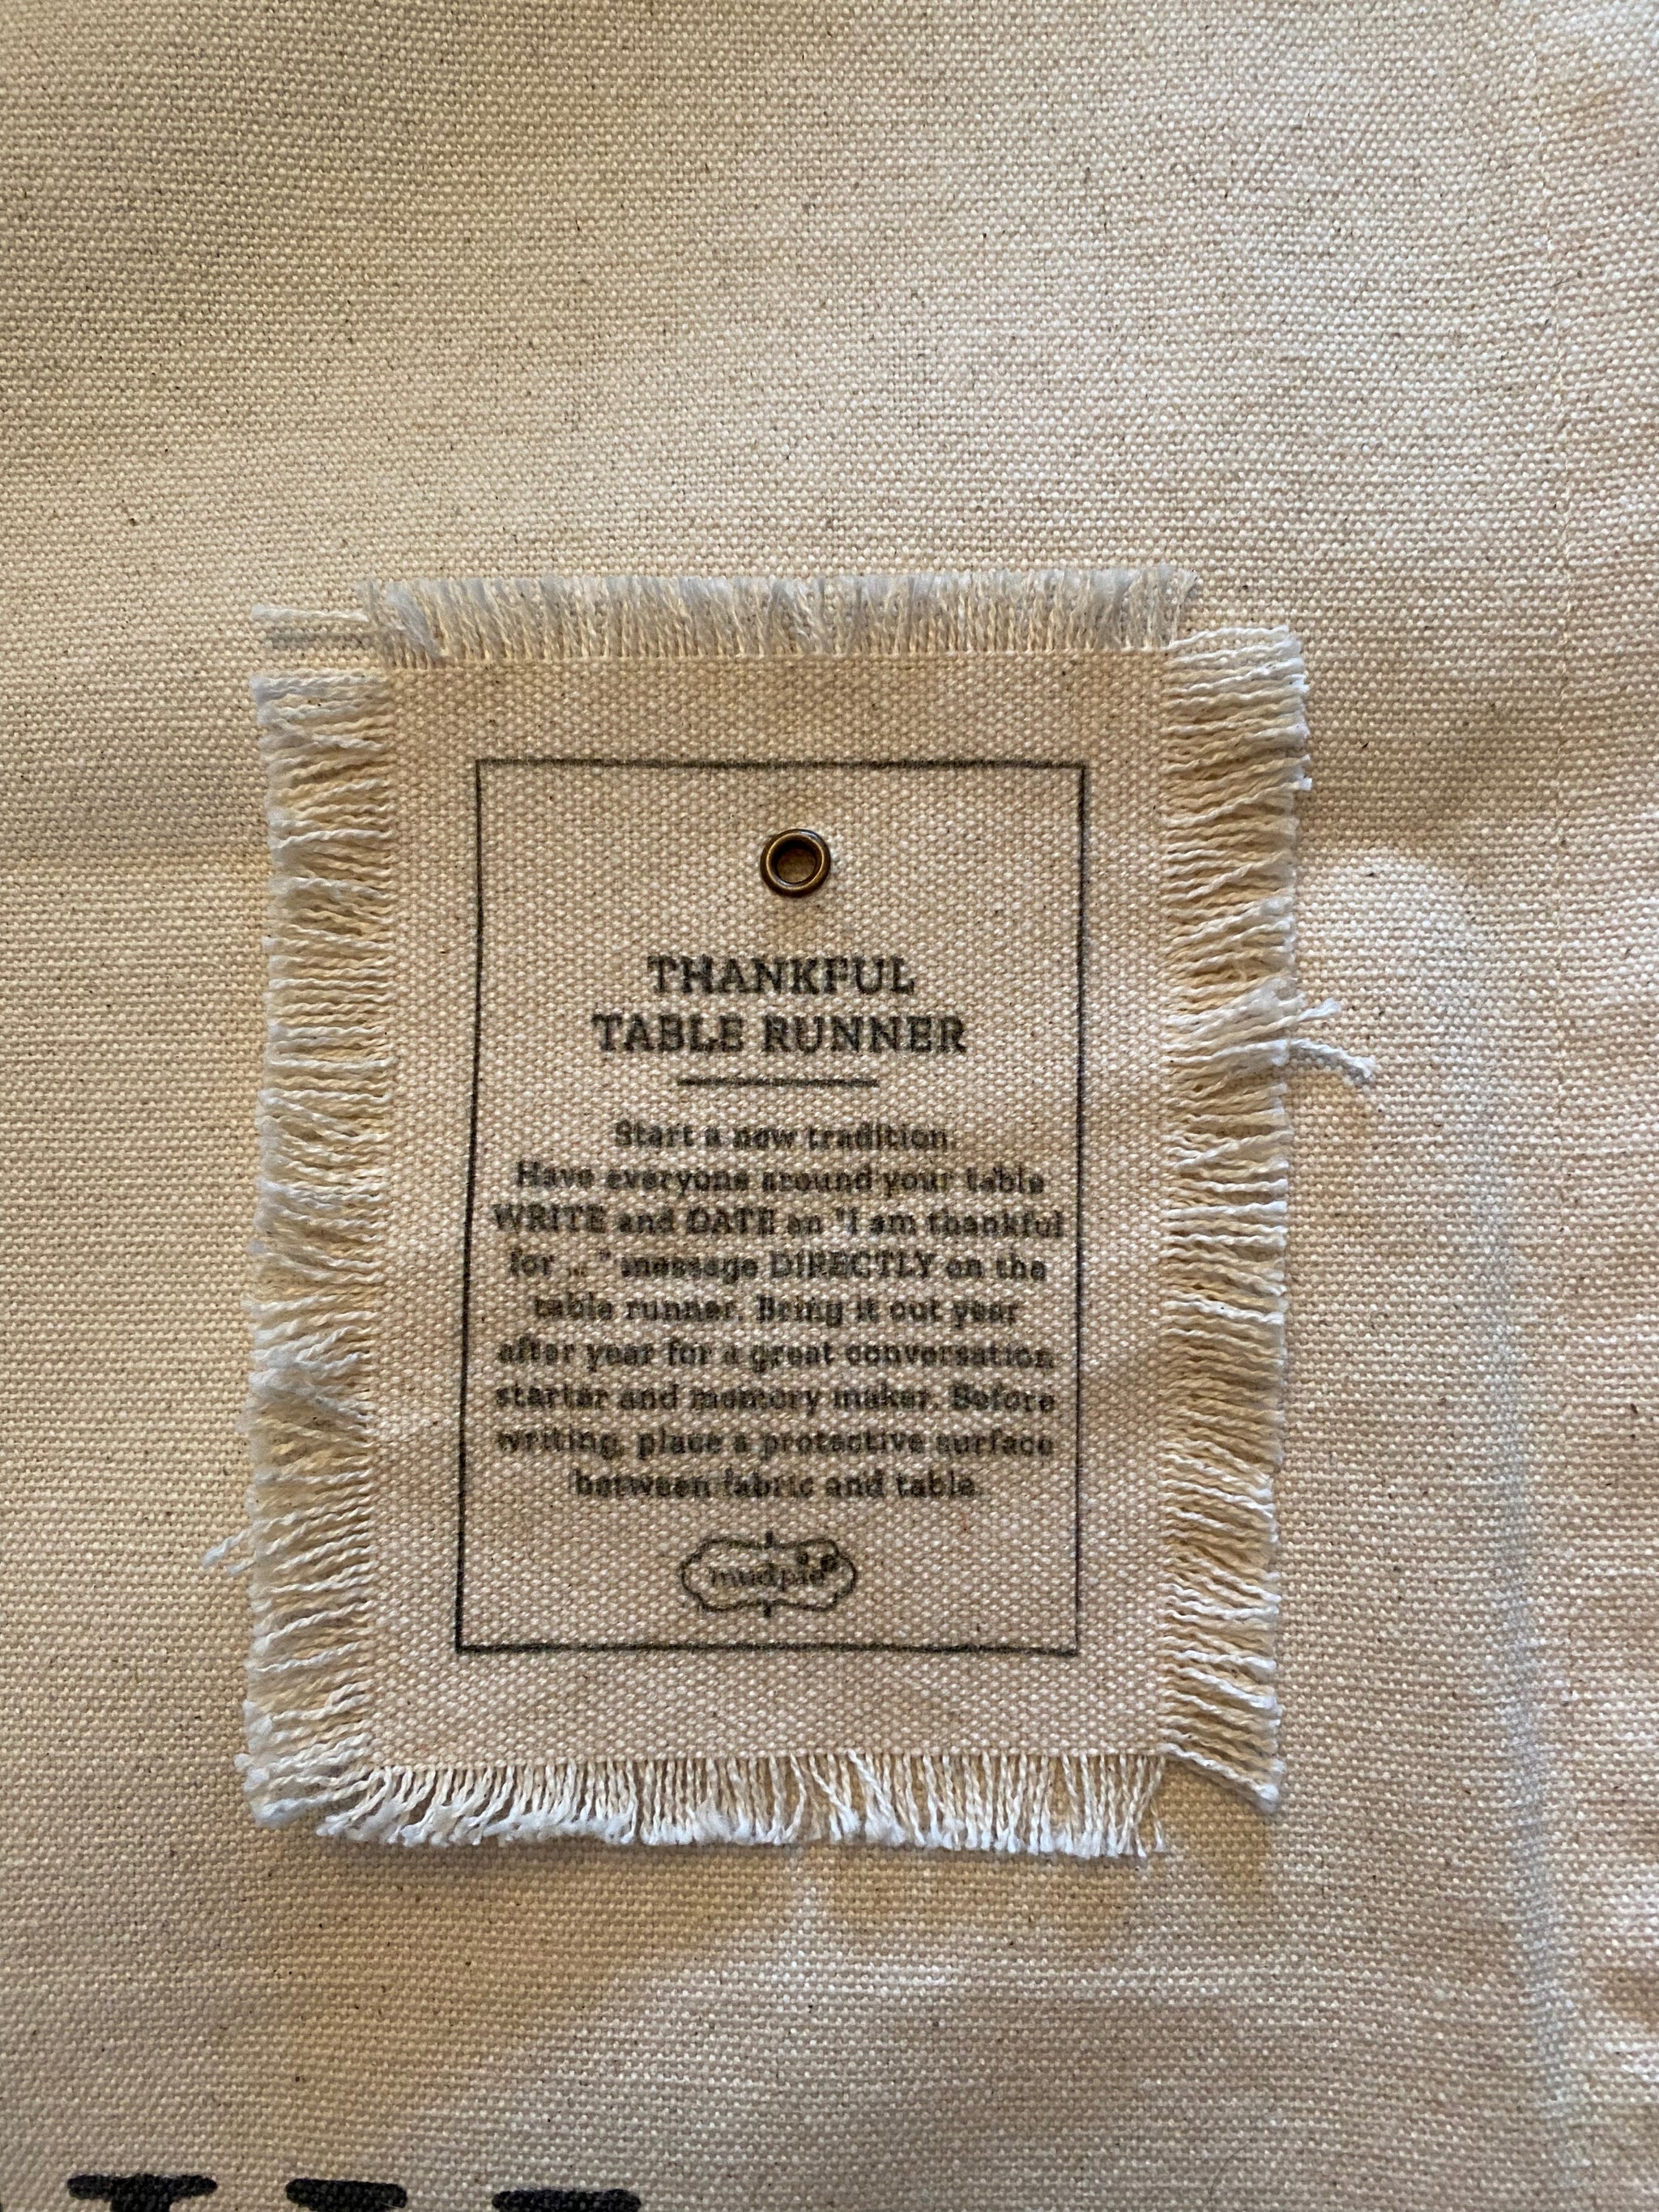 THANKFUL
TABLE RUNNER
Start a new tradition.
Have everyone around your table
WRITE and DATE an "I am thankful
for ... " message DIRECTLY on the
table runner. Bring it out year
after year for a great conversation
starter and memory maker. Before
writing, place a protective surface
between fabric and table.
mudpie